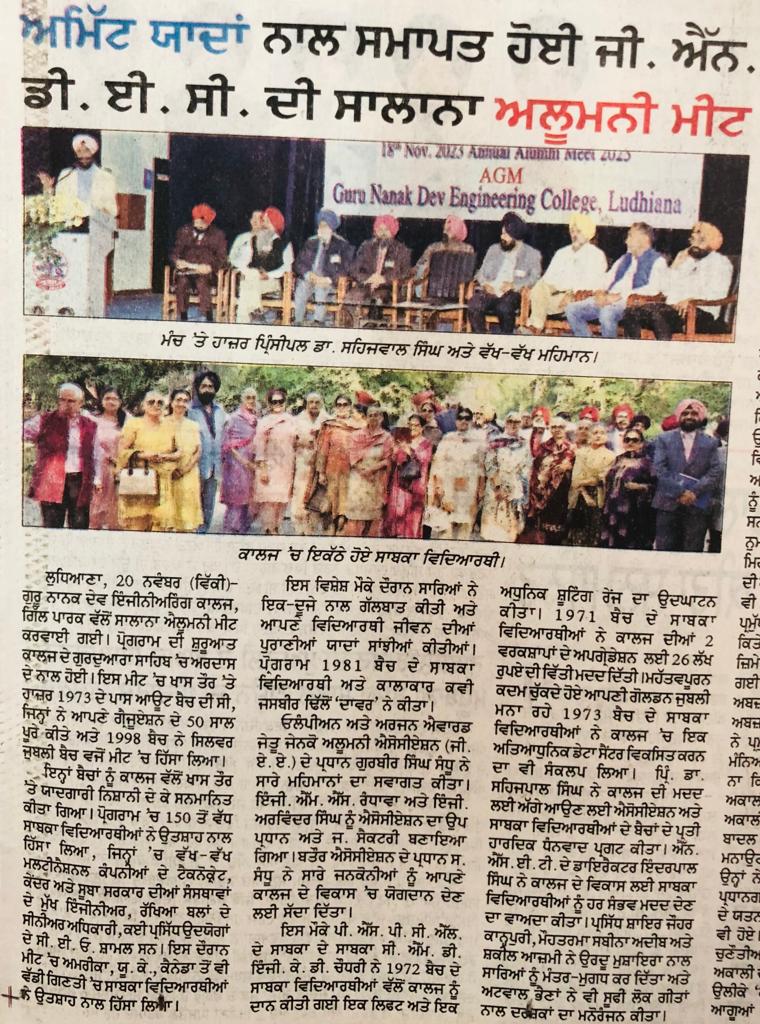 ਅਮਿੱਟ ਯਾਦਾਂ ਨਾਲ ਸਮਾਪਤ ਹੋਈ ਜੀ. ਐੱਨ.
ਡੀ. ਈ. ਸੀ. ਦੀ ਸਾਲਾਨਾ ਅਲੂਮਨੀ ਮੀਟ
18th Nov. 2023 Annual Alumni Meet 2023
AGM
Guru Nanak Dev Engineering College, Ludhiana
ਮੰਚ 'ਤੇ ਹਾਜ਼ਰ ਪ੍ਰਿੰਸੀਪਲ ਡਾ. ਸਹਿਜਵਾਲ ਸਿੰਘ ਅਤੇ ਵੱਖ-ਵੱਖ ਮਹਿਮਾਨ।
ਕਾਲਜ 'ਚ ਇਕੱਠੇ ਹੋਏ ਸਾਬਕਾ ਵਿਦਿਆਰਥੀ।
ਲੁਧਿਆਣਾ, 20 ਨਵੰਬਰ (ਵਿੱਕੀ)-
ਗੁਰੂ ਨਾਨਕ ਦੇਵ ਇੰਜੀਨੀਅਰਿੰਗ ਕਾਲਜ,
ਗਿੱਲ ਪਾਰਕ ਵੱਲੋਂ ਸਾਲਾਨਾ ਐਲੂਮਨੀ ਮੀਟ
ਕਰਵਾਈ ਗਈ। ਪ੍ਰੋਗਰਾਮ ਦੀ ਸ਼ੁਰੂਆਤ
ਕਾਲਜ ਦੇ ਗੁਰਦੁਆਰਾ ਸਾਹਿਬ 'ਚ ਅਰਦਾਸ
ਦੇ ਨਾਲ ਹੋਈ। ਇਸ ਮੀਟ 'ਚ ਖਾਸ ਤੌਰ 'ਤੇ
ਹਾਜ਼ਰ 1973 ਦੇ ਪਾਸ ਆਊਟ ਬੈਚ ਦੀ ਸੀ,
ਜਿਨ੍ਹਾਂ ਨੇ ਆਪਣੇ ਗ੍ਰੈਜੂਏਸ਼ਨ ਦੇ 50 ਸਾਲ
ਪੂਰੇ ਕੀਤੇ ਅਤੇ 1998 ਬੈਚ ਨੇ ਸਿਲਵਰ
ਜੁਬਲੀ ਬੈਚ ਵਜੋਂ ਮੀਟ 'ਚ ਹਿੱਸਾ ਲਿਆ।
ਇਨ੍ਹਾਂ ਬੈਚਾਂ ਨੂੰ ਕਾਲਜ ਵੱਲੋਂ ਖਾਸ ਤੌਰ
'ਤੇ ਯਾਦਗਾਰੀ ਨਿਸ਼ਾਨੀ ਦੇ ਕੇ ਸਨਮਾਨਿਤ
ਕੀਤਾ ਗਿਆ। ਪ੍ਰੋਗਰਾਮ 'ਚ 150 ਤੋਂ ਵੱਧ
ਸਾਬਕਾ ਵਿਦਿਆਰਥੀਆਂ ਨੇ ਉਤਸ਼ਾਹ ਨਾਲ
ਹਿੱਸਾ ਲਿਆ, ਜਿਨ੍ਹਾਂ 'ਚ ਵੱਖ-ਵੱਖ
ਮਲਟੀਨੈਸ਼ਨਲ ਕੰਪਨੀਆਂ ਦੇ ਟੈਕਨੋਕ੍ਰੇਟ,
ਕੇਂਦਰ ਅਤੇ ਸੂਬਾ ਸਰਕਾਰ ਦੀਆਂ ਸੰਸਥਾਵਾਂ
ਦੇ ਮੁੱਖ ਇੰਜੀਨੀਅਰ, ਰੱਖਿਆ ਬਲਾਂ ਦੇ
ਸੀਨੀਅਰ ਅਧਿਕਾਰੀ, ਕਈ ਪ੍ਰਸਿੱਧ ਉਦਯੋਗਾਂ
ਦੇ ਸੀ. ਈ. ਓ. ਸ਼ਾਮਲ ਸਨ। ਇਸ ਦੌਰਾਨ
ਮੀਟ 'ਚ ਅਮਰੀਕਾ, ਯੂ. ਕੇ., ਕੈਨੇਡਾ ਤੋਂ ਵੀ
ਵੱਡੀ ਗਿਣਤੀ 'ਚ ਸਾਬਕਾ ਵਿਦਿਆਰਥੀਆਂ
ਨੇ ਉਤਸ਼ਾਹ ਨਾਲ ਹਿੱਸਾ ਲਿਆ।
ਇਸ ਵਿਸ਼ੇਸ਼ ਮੌਕੇ ਦੌਰਾਨ ਸਾਰਿਆਂ ਨੇ
ਇਕ-ਦੂਜੇ ਨਾਲ ਗੱਲਬਾਤ ਕੀਤੀ ਅਤੇ
ਆਪਣੇ ਵਿਦਿਆਰਥੀ ਜੀਵਨ ਦੀਆਂ
ਪੁਰਾਣੀਆਂ ਯਾਦਾਂ ਸਾਂਝੀਆਂ ਕੀਤੀਆਂ।
ਪ੍ਰੋਗਰਾਮ 1981 ਬੈਚ ਦੇ ਸਾਬਕਾ
ਵਿਦਿਆਰਥੀ ਅਤੇ ਕਾਲਾਕਾਰ ਕਵੀ
ਜਸਬੀਰ ਢਿੱਲੋਂ 'ਦਾਵਰ' ਨੇ ਕੀਤਾ।
ਓਲੰਪੀਅਨ ਅਤੇ ਅਰਜਨ ਐਵਾਰਡ
ਜੇਤੂ ਜੇਨਕੋ ਅਲੂਮਨੀ ਐਸੋਸੀਏਸ਼ਨ (ਜੀ.
ਏ. ਏ.) ਦੇ ਪ੍ਰਧਾਨ ਗੁਰਬੀਰ ਸਿੰਘ ਸੰਧੂ ਨੇ
ਸਾਰੇ ਮਹਿਮਾਨਾਂ ਦਾ ਸਵਾਗਤ ਕੀਤਾ।
ਇੰਜੀ. ਐੱਮ. ਐੱਸ. ਰੰਧਾਵਾ ਅਤੇ ਇੰਜੀ.
ਅਰਵਿੰਦਰ ਸਿੰਘ ਨੂੰ ਐਸੋਸੀਏਸ਼ਨ ਦਾ ਉਪ
ਪ੍ਰਧਾਨ ਅਤੇ ਜ. ਸੈਕਟਰੀ ਬਣਾਇਆ
ਗਿਆ। ਬਤੌਰ ਐਸੋਸੀਏਸ਼ਨ ਦੇ ਪ੍ਰਧਾਨ ਸ.
ਸੰਧੂ ਨੇ ਸਾਰੇ ਜਨਕੋਨੀਆਂ ਨੂੰ ਆਪਣੇ
ਕਾਲਜ ਦੇ ਵਿਕਾਸ 'ਚ ਯੋਗਦਾਨ ਦੇਣ
ਲਈ ਸੱਦਾ ਦਿੱਤਾ।
ਇਸ ਮੌਕੇ ਪੀ. ਐੱਸ. ਪੀ. ਸੀ. ਐੱਲ.
ਦੇ ਸਾਬਕਾ ਦੇ ਸਾਬਕਾ ਸੀ. ਐੱਮ. ਡੀ.
ਇੰਜੀ. ਕੇ. ਡੀ. ਚੌਧਰੀ ਨੇ 1972 ਬੈਚ ਦੇ
ਸਾਬਕਾ ਵਿਦਿਆਰਥੀਆਂ ਵੱਲੋਂ ਕਾਲਜ ਨੂੰ
ਦਾਨ ਕੀਤੀ ਗਈ ਇਕ ਲਿਫਟ ਅਤੇ ਇਕ
ਅਧੁਨਿਕ ਸ਼ੂਟਿੰਗ ਰੇਂਜ ਦਾ ਉਦਘਾਟਨ
ਕੀਤਾ। 1971 ਬੈਚ ਦੇ ਸਾਬਕਾ
ਵਿਦਿਆਰਥੀਆਂ ਨੇ ਕਾਲਜ ਦੀਆਂ 2
ਵਰਕਸ਼ਾਪਾਂ ਦੇ ਅਪਗ੍ਰੇਡੇਸ਼ਨ ਲਈ 26 ਲੱਖ
ਰੁਪਏ ਦੀ ਵਿੱਤੀ ਮਦਦ ਦਿੱਤੀ। ਮਹੱਤਵਪੂਰਨ
ਕਦਮ ਚੁੱਕਦੇ ਹੋਏ ਆਪਣੀ ਗੋਲਡਨ ਜੁਬਲੀ
ਮਨਾ ਰਹੇ 1973 ਬੈਚ ਦੇ ਸਾਬਕਾ
ਵਿਦਿਆਰਥੀਆਂ ਨੇ ਕਾਲਜ 'ਚ ਇਕ
ਅਤਿਆਧੁਨਿਕ ਡੇਟਾ ਸੈਂਟਰ ਵਿਕਸਿਤ ਕਰਨ
ਦਾ ਵੀ ਸੰਕਲਪ ਲਿਆ। ਪ੍ਰਿੰ. ਡਾ.
ਸਹਿਜਪਾਲ ਸਿੰਘ ਨੇ ਕਾਲਜ ਦੀ ਮਦਦ
ਲਈ ਅੱਗੇ ਆਉਣ ਲਈ ਐਸੋਸੀਏਸ਼ਨ ਅਤੇ
ਸਾਬਕਾ ਵਿਦਿਆਰਥੀਆਂ ਦੇ ਬੈਚਾਂ ਦੇ ਪ੍ਰਤੀ
ਹਾਰਦਿਕ ਧੰਨਵਾਦ ਪ੍ਰਗਟ ਕੀਤਾ। ਐੱਨ.
ਐੱਸ. ਈ. ਟੀ. ਦੇ ਡਾਇਰੈਕਟਰ ਇੰਦਰਪਾਲ
ਸਿੰਘ ਨੇ ਕਾਲਜ ਦੇ ਵਿਕਾਸ ਲਈ ਸਾਬਕਾ
ਵਿਦਿਆਰਥੀਆਂ ਨੂੰ ਹਰ ਸੰਭਵ ਮਦਦ ਦੇਣ
ਦਾ ਵਾਅਦਾ ਕੀਤਾ। ਪ੍ਰਸਿੱਧ ਸ਼ਾਇਰ ਜੌਹਰ
ਕਾਨੂਪੁਰੀ, ਮੋਹਤਰਮਾ ਸਬੀਨਾ ਅਦੀਬ ਅਤੇ
ਸ਼ਕੀਲ ਆਜ਼ਮੀ ਨੇ ਉਰਦੂ ਮੁਸ਼ਾਇਰਾ ਨਾਲ
ਸਾਰਿਆਂ ਨੂੰ ਮੰਤਰ-ਮੁਗਧ ਕਰ ਦਿੱਤਾ ਅਤੇ
ਅਟਵਾਲ ਭੈਣਾਂ ਨੇ ਵੀ ਸੂਫੀ ਲੋਕ ਗੀਤਾਂ
ਨਾਲ ਦਰਸ਼ਕਾਂ ਦਾ ਮਨੋਰੰਜਨ ਕੀਤਾ।